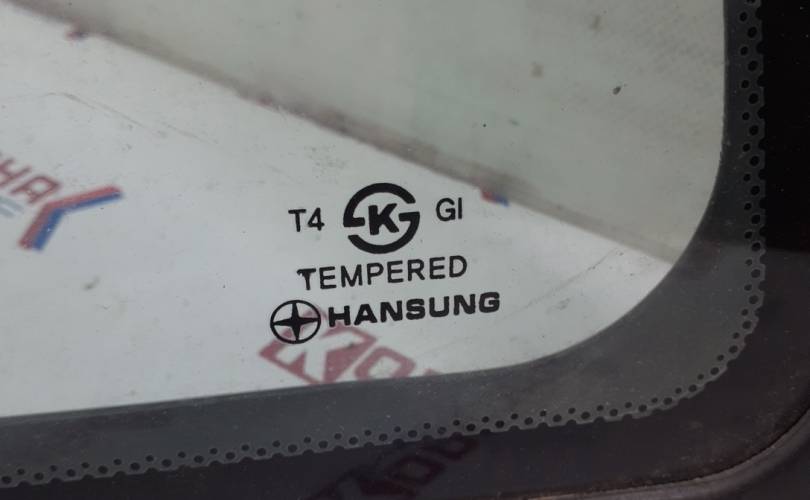 T4 K GI
TEMPERED
HANSUNG